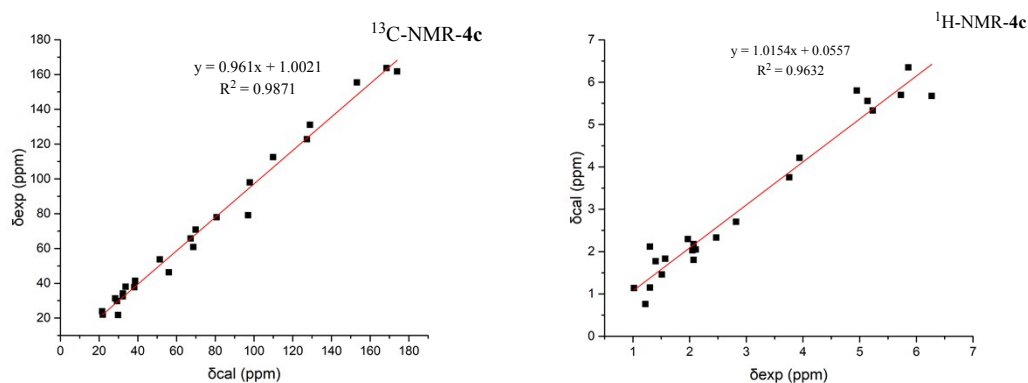 ¹³C-NMR-4c
y = 0.961x + 1.0021
R² = 0.9871
180
160
140
120
100
80
60
40
20
δexp (ppm)
0 20 40 60 80 100 120 140 160 180
δcal (ppm)
¹H-NMR-4c
y = 1.0154x + 0.0557
R² = 0.9632
7
6
5
4
3
2
1
0
δcal (ppm)
1 2 3 4 5 6 7
δexp (ppm)